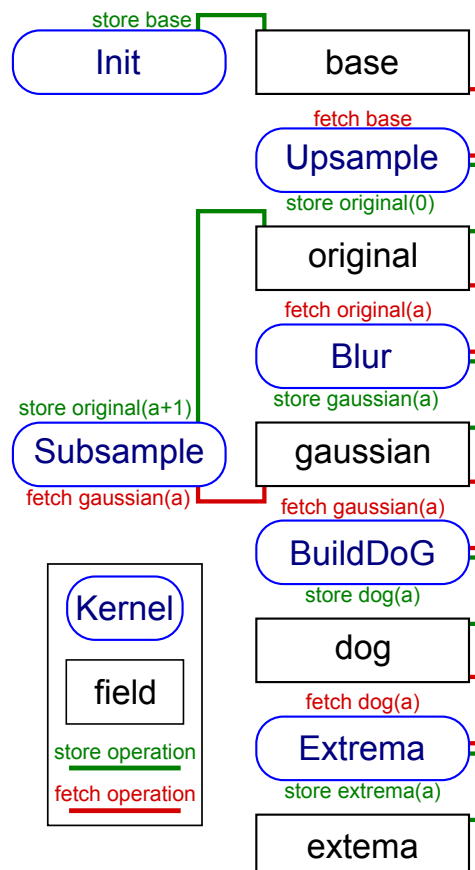 store base
Init
base
fetch base
Upsample
store original(0)
original
fetch original(a)
Blur
store gaussian(a)
store original(a+1)
Subsample
fetch gaussian(a)
gaussian
fetch gaussian(a)
BuildDoG
store dog(a)
dog
fetch dog(a)
Extrema
store extrema(a)
extema
Kernel
field
store operation
fetch operation